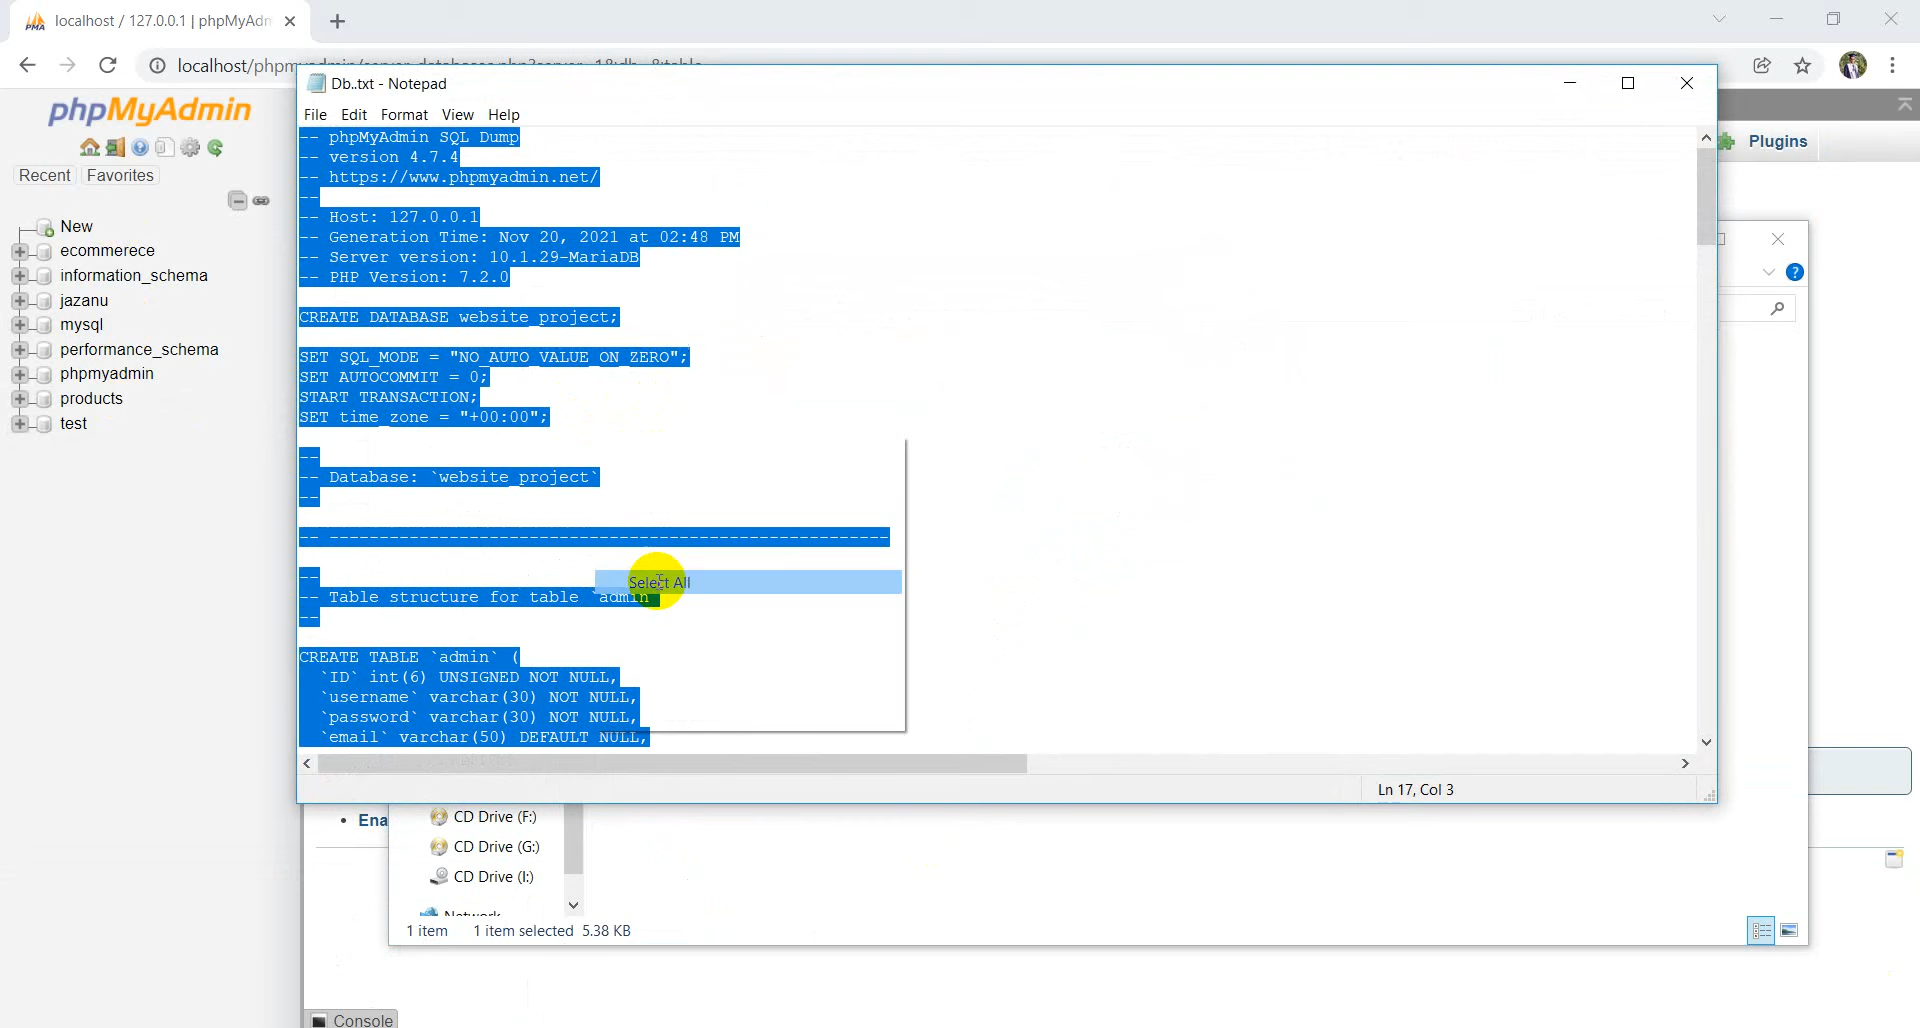 localhost / 127.0.0.1 | phpMyAdm
localhost/phpm
phpMyAdmin
Recent
Favorites
New
ecommerece
information_schema
jazanu
mysql
performance_schema
phpmyadmin
products
test
Db..txt - Notepad
File Edit Format View Help
-- phpMyAdmin SQL Dump
-- version 4.7.4
-- https://www.phpmyadmin.net/
--
-- Host: 127.0.0.1
-- Generation Time: Nov 20, 2021 at 02:48 PM
-- Server version: 10.1.29-MariaDB
-- PHP Version: 7.2.0
CREATE DATABASE website_project;
SET SQL_MODE = "NO_AUTO_VALUE_ON_ZERO";
SET AUTOCOMMIT = 0;
START TRANSACTION;
SET time_zone = "+00:00";
--
-- Database: `website_project`
--
-- --------------------------------------------------------
--
Select All
-- Table structure for table `admin`
--
CREATE TABLE `admin` (
`ID` int(6) UNSIGNED NOT NULL,
`username` varchar(30) NOT NULL,
`password` varchar(30) NOT NULL,
`email` varchar(50) DEFAULT NULL,
Ln 17, Col 3
Plugins
Ena
CD Drive (F:)
CD Drive (G:)
CD Drive (I:)
Network
1 item 1 item selected 5.38 KB
Console